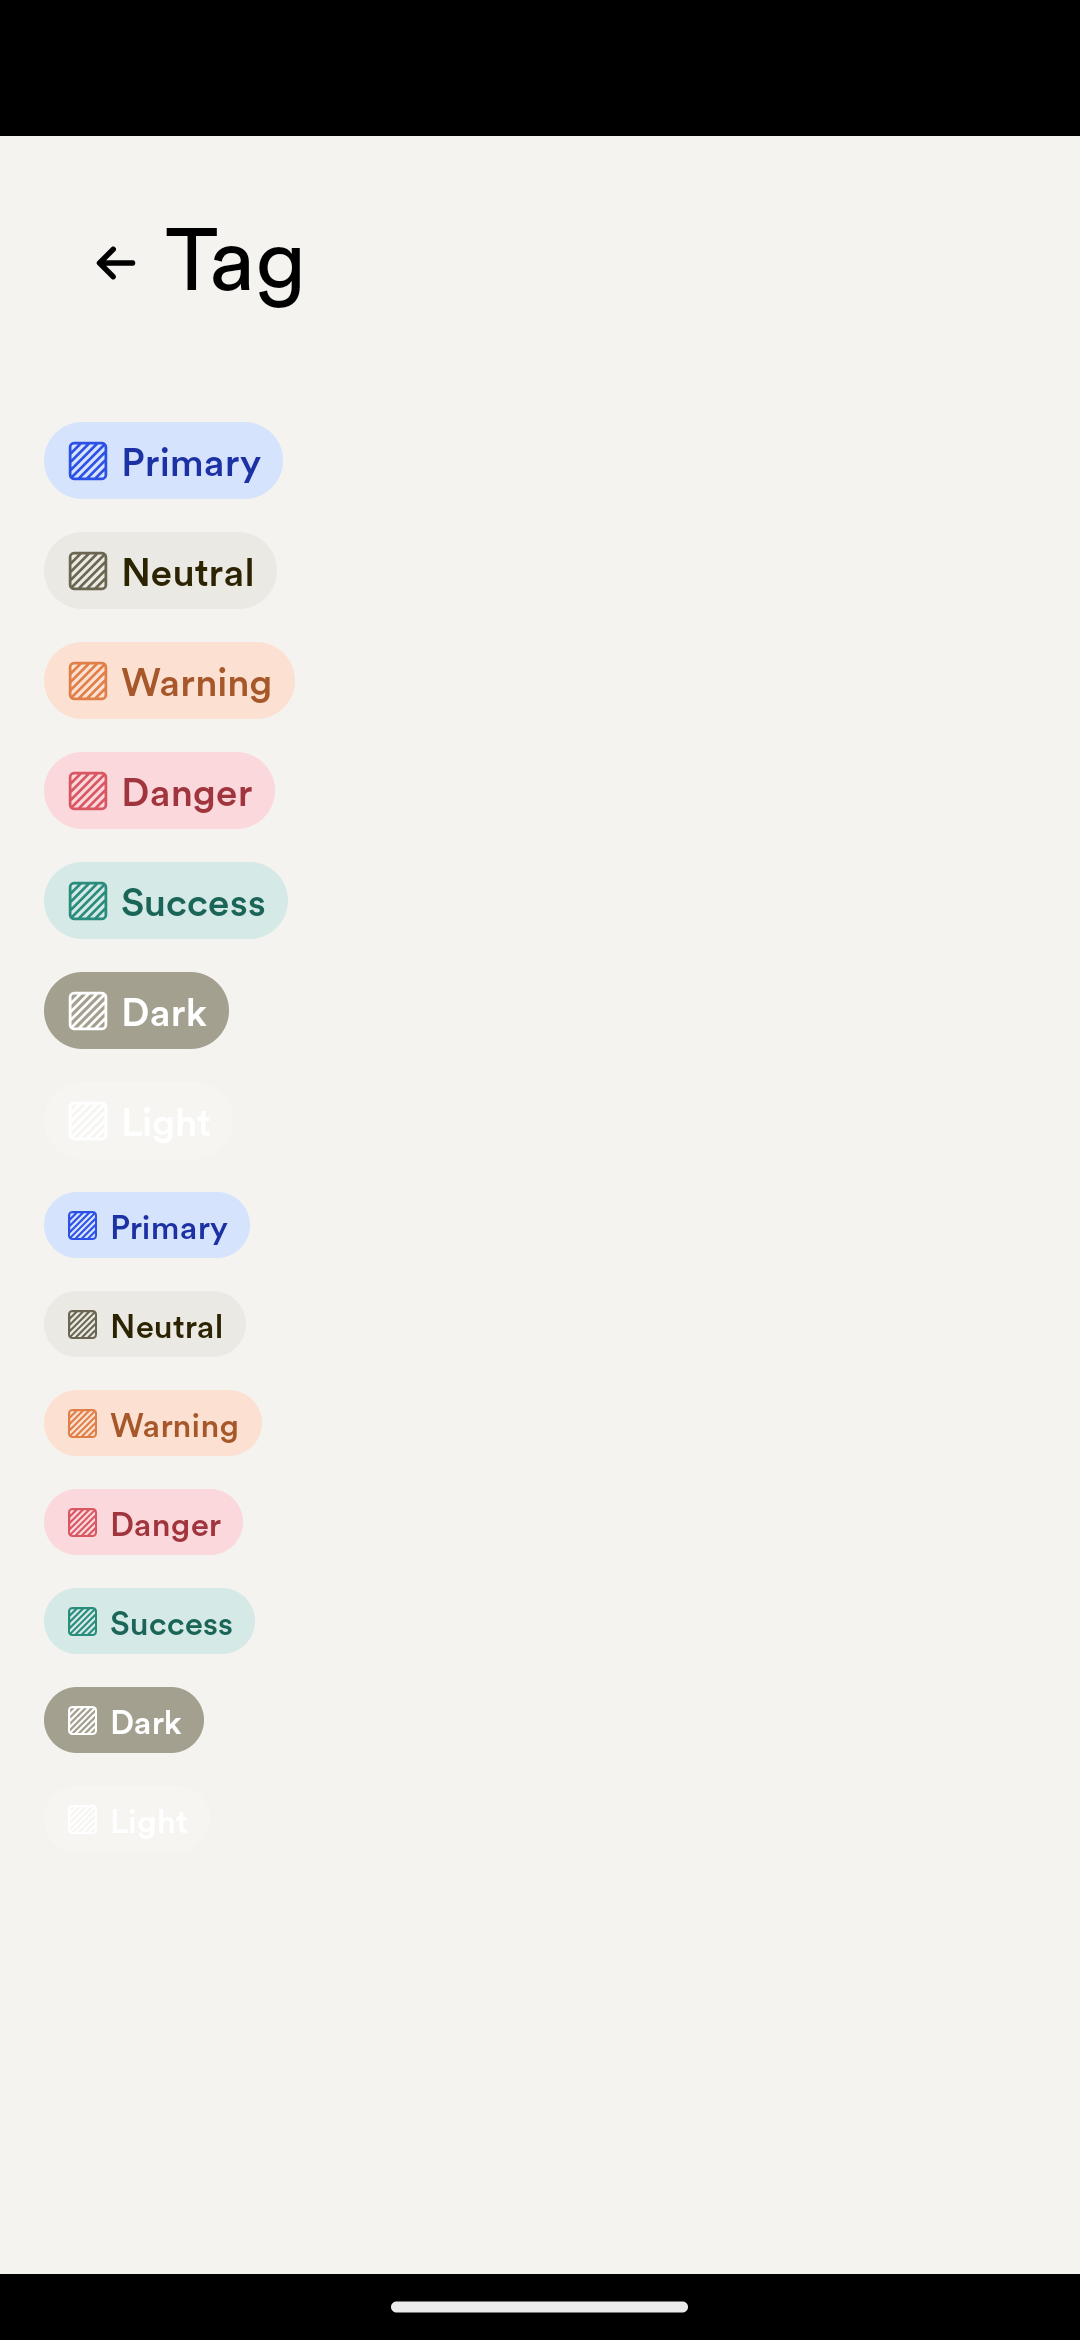 Tag
Primary
Neutral
Warning
Danger
Success
Dark
Light
Primary
Neutral
Warning
Danger
Success
Dark
Light